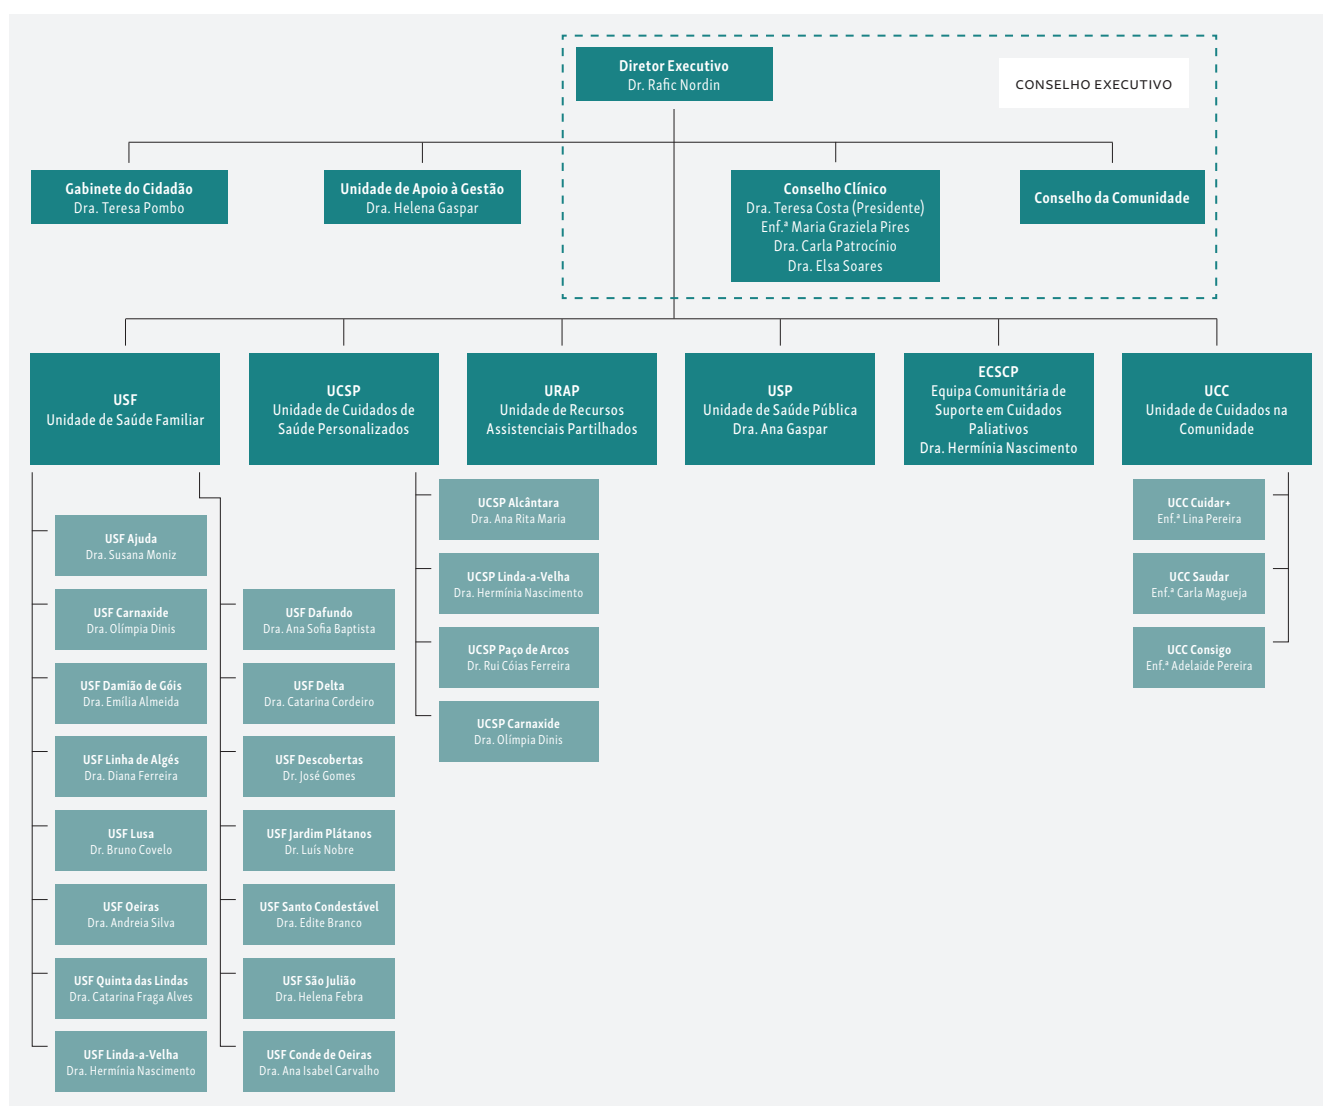 Diretor Executivo
Dr. Rafic Nordin
CONSELHO EXECUTIVO
Gabinete do Cidadão
Dra. Teresa Pombo
Unidade de Apoio à Gestão
Dra. Helena Gaspar
Conselho Clínico
Dra. Teresa Costa (Presidente)
Enf.ª Maria Graziela Pires
Dra. Carla Patrocínio
Dra. Elsa Soares
Conselho da Comunidade
USF
Unidade de Saúde Familiar
UCSP
Unidade de Cuidados de
Saúde Personalizados
URAP
Unidade de Recursos
Assistenciais Partilhados
USP
Unidade de Saúde Pública
Dra. Ana Gaspar
ECSCP
Equipa Comunitária de
Suporte em Cuidados
Paliativos
Dra. Hermínia Nascimento
UCC
Unidade de Cuidados na
Comunidade
USF Ajuda
Dra. Susana Moniz
USF Carnaxide
Dra. Olímpia Dinis
USF Damião de Góis
Dra. Emília Almeida
USF Linha de Algés
Dra. Diana Ferreira
USF Lusa
Dr. Bruno Covelo
USF Oeiras
Dra. Andreia Silva
USF Quinta das Lindas
Dra. Catarina Fraga Alves
USF Linda-a-Velha
Dra. Hermínia Nascimento
USF Dafundo
Dra. Ana Sofia Baptista
USF Delta
Dra. Catarina Cordeiro
USF Descobertas
Dr. José Gomes
USF Jardim Plátanos
Dr. Luís Nobre
USF Santo Condestável
Dra. Edite Branco
USF São Julião
Dra. Helena Febra
USF Conde de Oeiras
Dra. Ana Isabel Carvalho
UCSP Alcântara
Dra. Ana Rita Maria
UCSP Linda-a-Velha
Dra. Hermínia Nascimento
UCSP Paço de Arcos
Dr. Rui Cóias Ferreira
UCSP Carnaxide
Dra. Olímpia Dinis
UCC Cuidar+
Enf.ª Lina Pereira
UCC Saudar
Enf.ª Carla Magueja
UCC Consigo
Enf.ª Adelaide Pereira